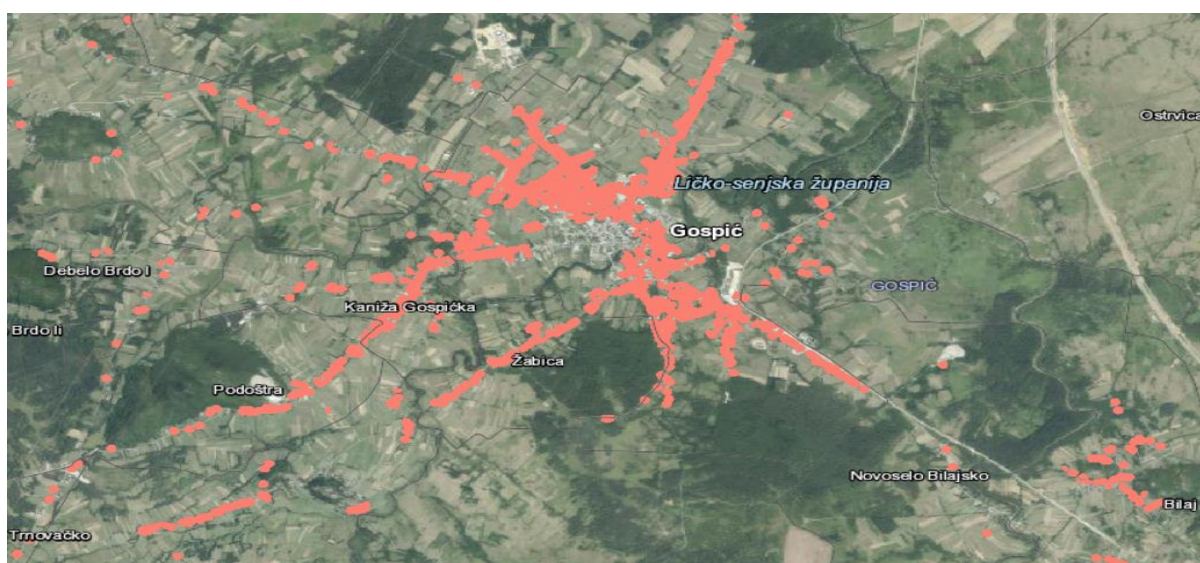 Ostrvica
Ličko-senjska županija
Gospić
Debelo Brdo I
GOSPIĆ
Kaniža Gospićka
Brdo Ii
Žabica
Podoštra
Novoselo Bilajsko
Bilaj
Trnovačko